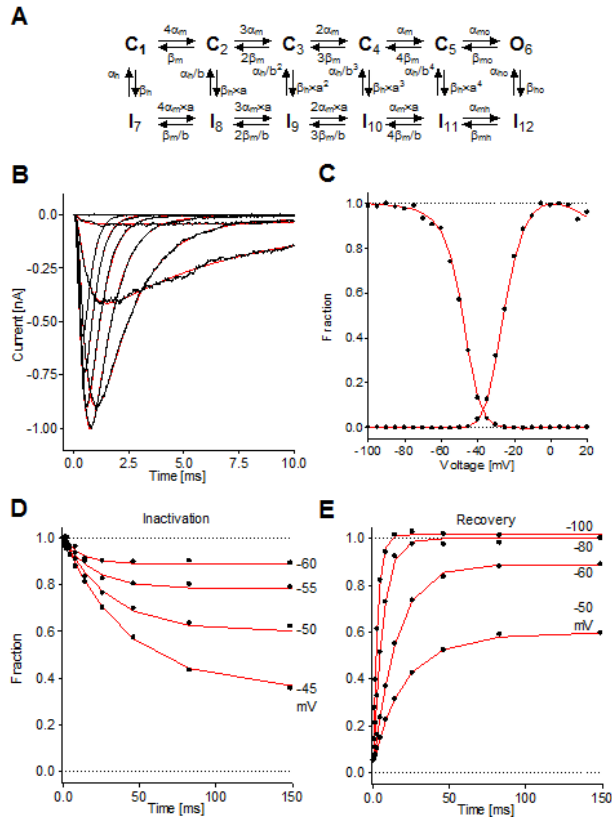 A
4αm 3αm 2αm αm αmo
C1 C2 C3 C4 C5 O6
βm 2βm 3βm 4βm βmo
αh βh αh/b βh×a αh/b² βh×a² αh/b³ βh×a³ αh/b⁴ βh×a⁴ αho βho
4αm×a 3αm×a 2αm×a αm×a αmh
I7 I8 I9 I10 I11 I12
βm/b 2βm/b 3βm/b 4βm/b βmh
B
0.0
-0.25
-0.50
-0.75
-1.00
Current [nA]
0.0 2.5 5.0 7.5 10.0
Time [ms]
C
1.0
0.8
0.6
0.4
0.2
0.0
Fraction
-100 -80 -60 -40 -20 0 20
Voltage [mV]
D
Inactivation
1.0
0.8
0.6
0.4
0.2
0.0
Fraction
-60
-55
-50
-45
mV
0.0 50 100 150
Time [ms]
E
Recovery
1.0
0.8
0.6
0.4
0.2
0.0
-100
-80
-60
-50
mV
0 50 100 150
Time [ms]